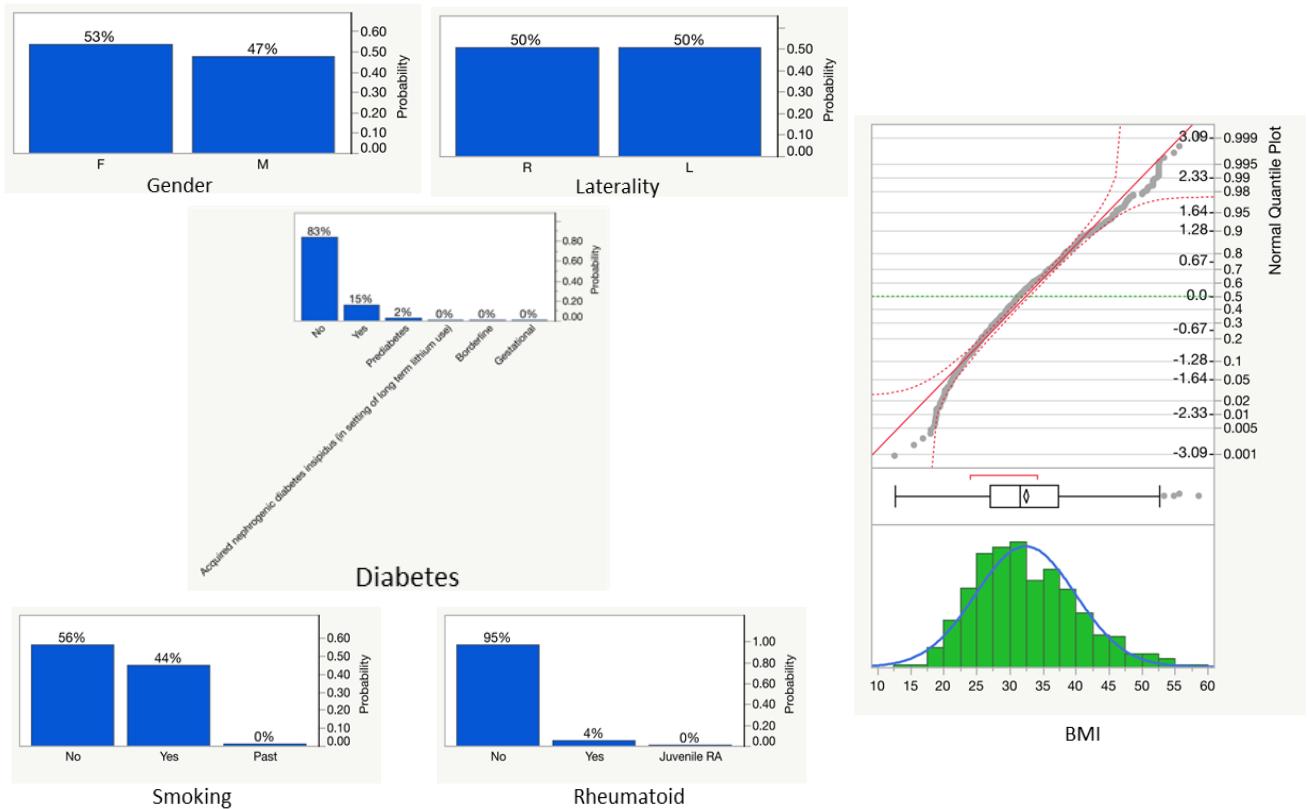 53%
47%
0.60
0.50
0.40
0.30
0.20
0.10
0.00
Probability
F
M
Gender
50%
50%
0.50
0.40
0.30
0.20
0.10
0.00
Probability
R
L
Laterality
83%
15%
2%
0%
0%
0%
0.80
0.60
0.40
0.20
0.00
Probability
No
Yes
Prediabetes
Acquired nephrogenic diabetes insipidus (in setting of long term lithium use)
Borderline
Gestational
Diabetes
56%
44%
0%
0.60
0.50
0.40
0.30
0.20
0.10
0.00
Probability
No
Yes
Past
Smoking
95%
4%
0%
1.00
0.80
0.60
0.40
0.20
0.00
Probability
No
Yes
Juvenile RA
Rheumatoid
3.09
0.999
0.995
2.33
0.99
0.98
1.64
0.95
1.28
0.9
0.8
0.67
0.7
0.6
0.0
0.5
0.4
0.3
-0.67
0.2
-1.28
0.1
-1.64
0.05
0.02
-2.33
0.01
0.005
-3.09
0.001
Normal Quantile Plot
10 15 20 25 30 35 40 45 50 55 60
BMI